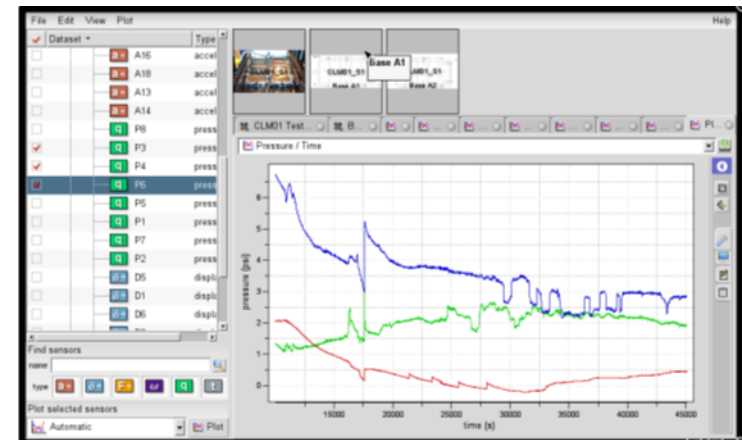 File Edit View Plot Help
Dataset Type
A16 accel
A18 accel
A13 accel
A14 accel
P8 press
P3 press
P4 press
P6 press
P5 press
P1 press
P7 press
P2 press
D5 displ
D1 displ
D6 displ
Find sensors
name
type
Plot selected sensors
Automatic Plot
CLM01_S1
Base A1
CLM01_S1
Base A1
CLM01_S1
Base A2
CLM01 Test... B... Pl...
Pressure / Time
pressure [psi]
6
5
4
3
2
1
0
15000 20000 25000 30000 35000 40000 45000
time [s]